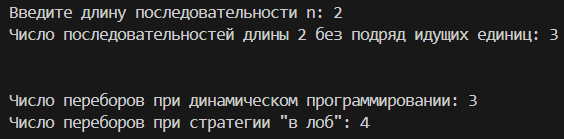 Введите длину последовательности n: 2
Число последовательностей длины 2 без подряд идущих единиц: 3
Число переборов при динамическом программировании: 3
Число переборов при стратегии "в лоб": 4